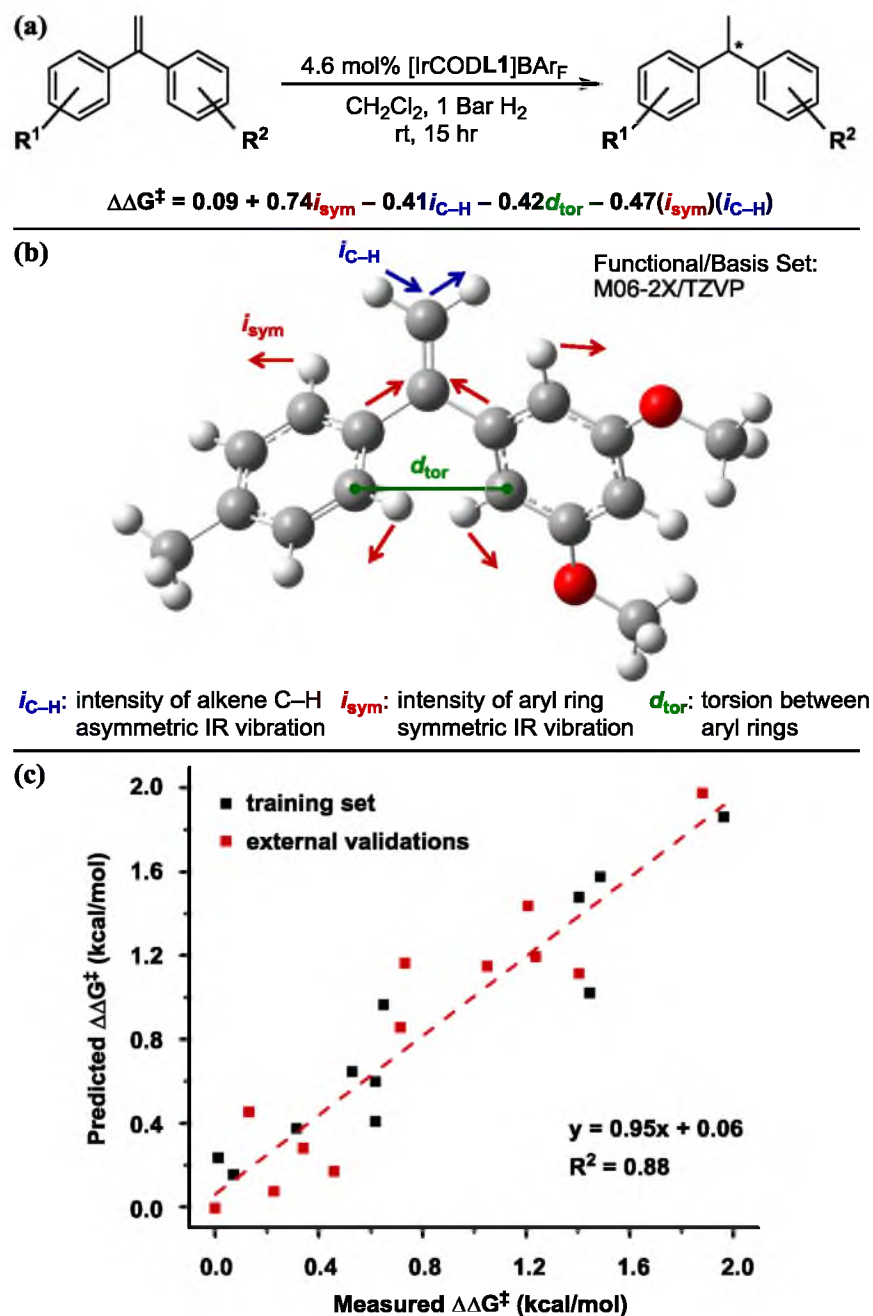 (a)
4.6 mol% [IrCODL1]BArF
CH2Cl2, 1 Bar H2
rt, 15 hr
R1
R2
*
R1
R2
ΔΔG‡ = 0.09 + 0.74isym − 0.41iC–H − 0.42dtor − 0.47(isym)(iC–H)
(b)
iC–H
Functional/Basis Set:
M06-2X/TZVP
isym
dtor
iC–H: intensity of alkene C–H
asymmetric IR vibration
isym: intensity of aryl ring
symmetric IR vibration
dtor: torsion between
aryl rings
(c)
2.0
1.6
1.2
0.8
0.4
0.0
Predicted ΔΔG‡ (kcal/mol)
training set
external validations
y = 0.95x + 0.06
R2 = 0.88
0.0 0.4 0.8 1.2 1.6 2.0
Measured ΔΔG‡ (kcal/mol)